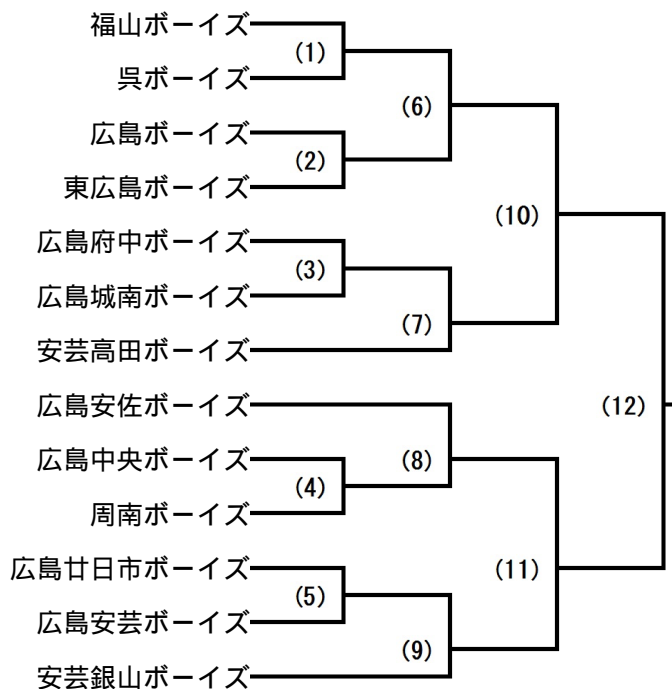 福山ボーイズ
(1)
呉ボーイズ
(6)
広島ボーイズ
(2)
東広島ボーイズ
(10)
広島府中ボーイズ
(3)
広島城南ボーイズ
(7)
安芸高田ボーイズ
(12)
広島安佐ボーイズ
(8)
広島中央ボーイズ
(4)
周南ボーイズ
(11)
広島廿日市ボーイズ
(5)
広島安芸ボーイズ
(9)
安芸銀山ボーイズ